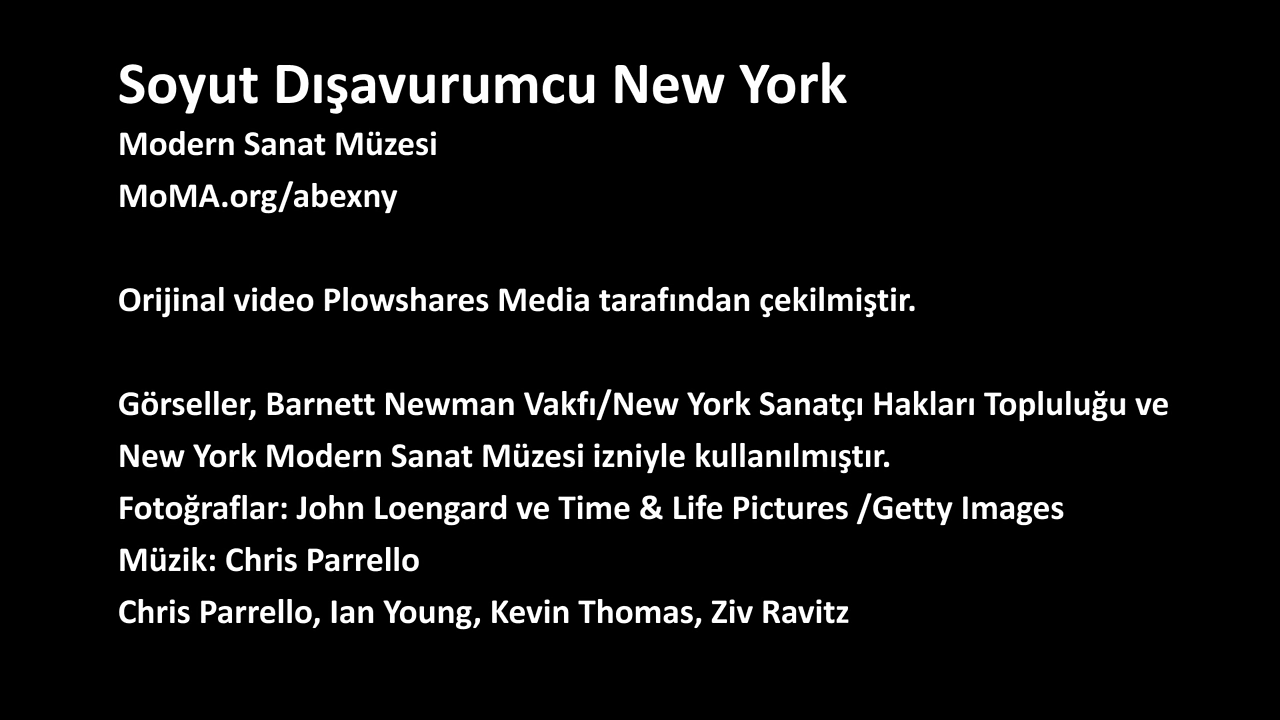 Soyut Dışavurumcu New York
Modern Sanat Müzesi
MoMA.org/abexny
Orijinal video Plowshares Media tarafından çekilmiştir.
Görseller, Barnett Newman Vakfı/New York Sanatçı Hakları Topluluğu ve
New York Modern Sanat Müzesi izniyle kullanılmıştır.
Fotoğraflar: John Loengard ve Time & Life Pictures /Getty Images
Müzik: Chris Parrello
Chris Parrello, Ian Young, Kevin Thomas, Ziv Ravitz